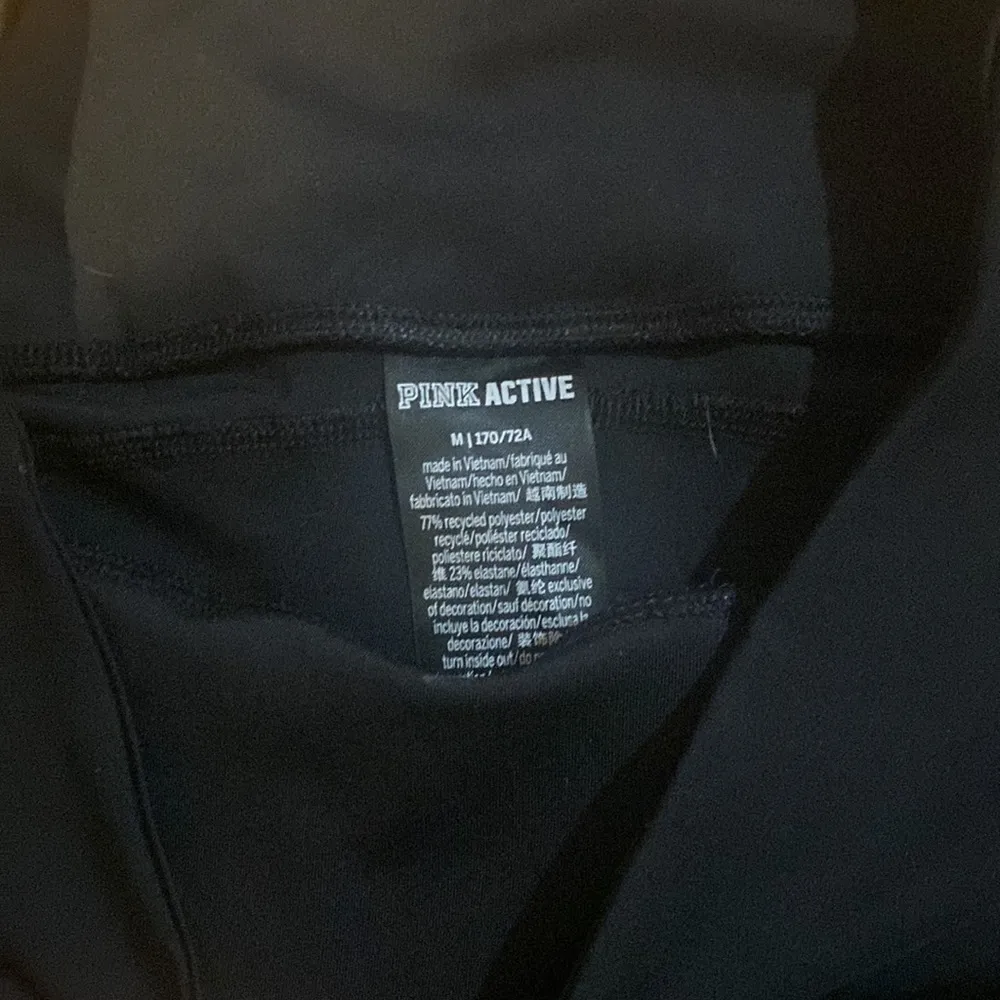 PINK ACTIVE
M | 170/72A
made in Vietnam/fabriqué au
Vietnam/hecho en Vietnam/
fabbricato in Vietnam/ 越南制造
77% recycled polyester/polyester
recyclé/poliéster reciclado/
poliestere riciclato/ 聚酯纤
维 23% elastane/élasthanne/
elastano/elastan/ 氨纶 exclusive
of decoration/sauf décoration/no
incluye la decoración/esclusa la
decorazione/ 装饰除
turn inside out/do